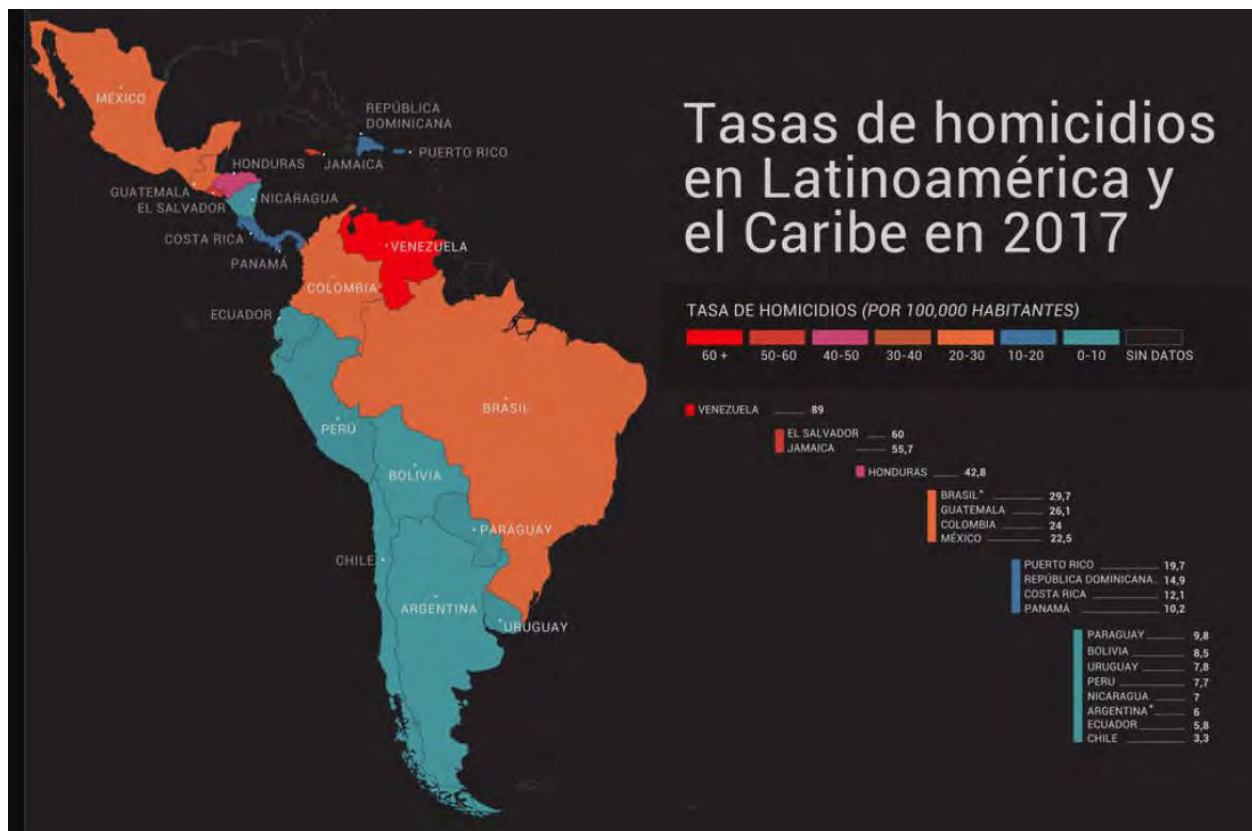 Tasas de homicidios
en Latinoamérica y
el Caribe en 2017
TASA DE HOMICIDIOS (POR 100,000 HABITANTES)
60 + 50-60 40-50 30-40 20-30 10-20 0-10 SIN DATOS
MÉXICO
REPÚBLICA
DOMINICANA
PUERTO RICO
JAMAICA
HONDURAS
GUATEMALA
EL SALVADOR
NICARAGUA
COSTA RICA
PANAMÁ
VENEZUELA
COLOMBIA
ECUADOR
BRASIL
PERÚ
BOLIVIA
PARAGUAY
CHILE
ARGENTINA
URUGUAY
VENEZUELA 89
EL SALVADOR 60
JAMAICA 55,7
HONDURAS 42,8
BRASIL* 29,7
GUATEMALA 26,1
COLOMBIA 24
MÉXICO 22,5
PUERTO RICO 19,7
REPÚBLICA DOMINICANA 14,9
COSTA RICA 12,1
PANAMÁ 10,2
PARAGUAY 9,8
BOLIVIA 8,5
URUGUAY 7,8
PERU 7,7
NICARAGUA 7
ARGENTINA* 6
ECUADOR 5,8
CHILE 3,3